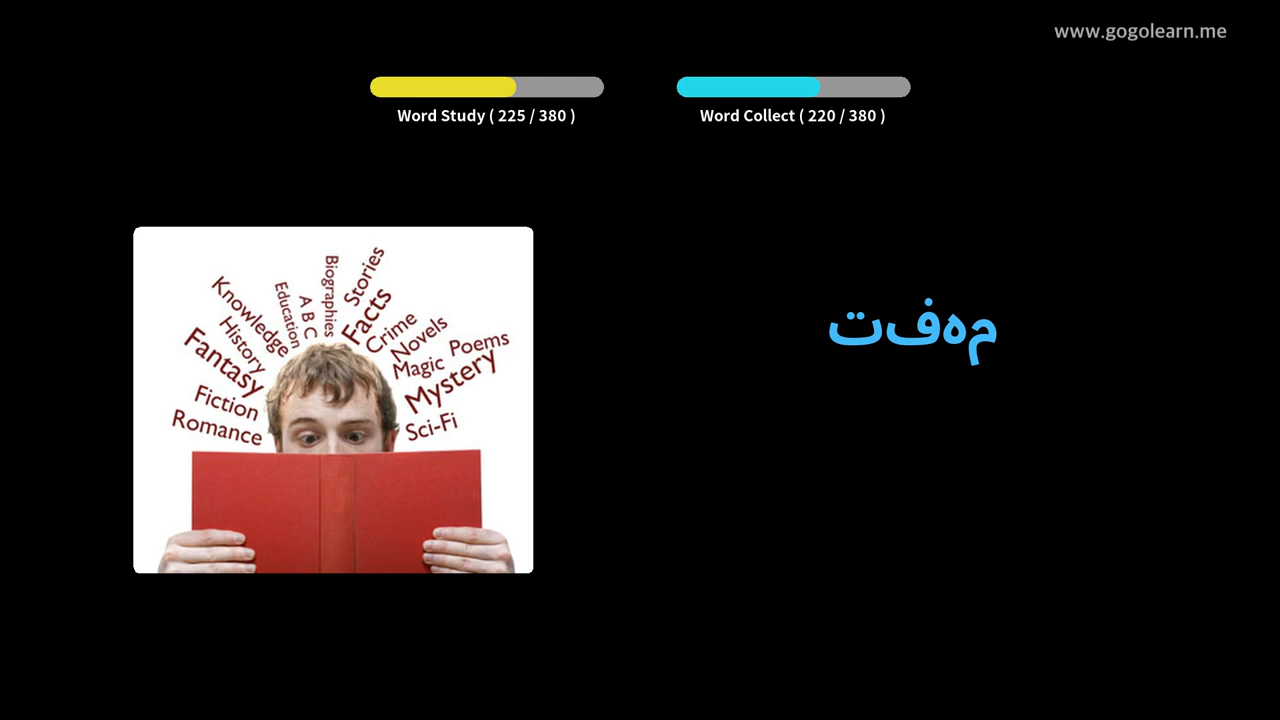 www.gogolearn.me
Word Study ( 225 / 380 )
Word Collect ( 220 / 380 )
مهفت
Knowledge
History
Fantasy
Fiction
Romance
Education
A B C
Biographies
Stories
Facts
Crime
Novels
Magic
Poems
Mystery
Sci-Fi